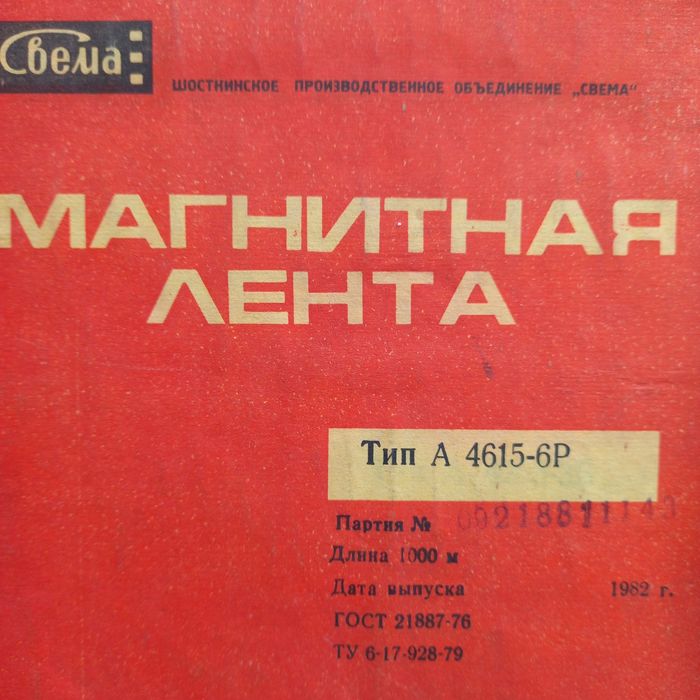 Свема
ШОСТКИНСКОЕ ПРОИЗВОДСТВЕННОЕ ОБЪЕДИНЕНИЕ „СВЕМА“
МАГНИТНАЯ
ЛЕНТА
Тип А 4615-6Р
Партия №
Длина 1000 м
Дата выпуска 1982 г.
ГОСТ 21887-76
ТУ 6-17-928-79